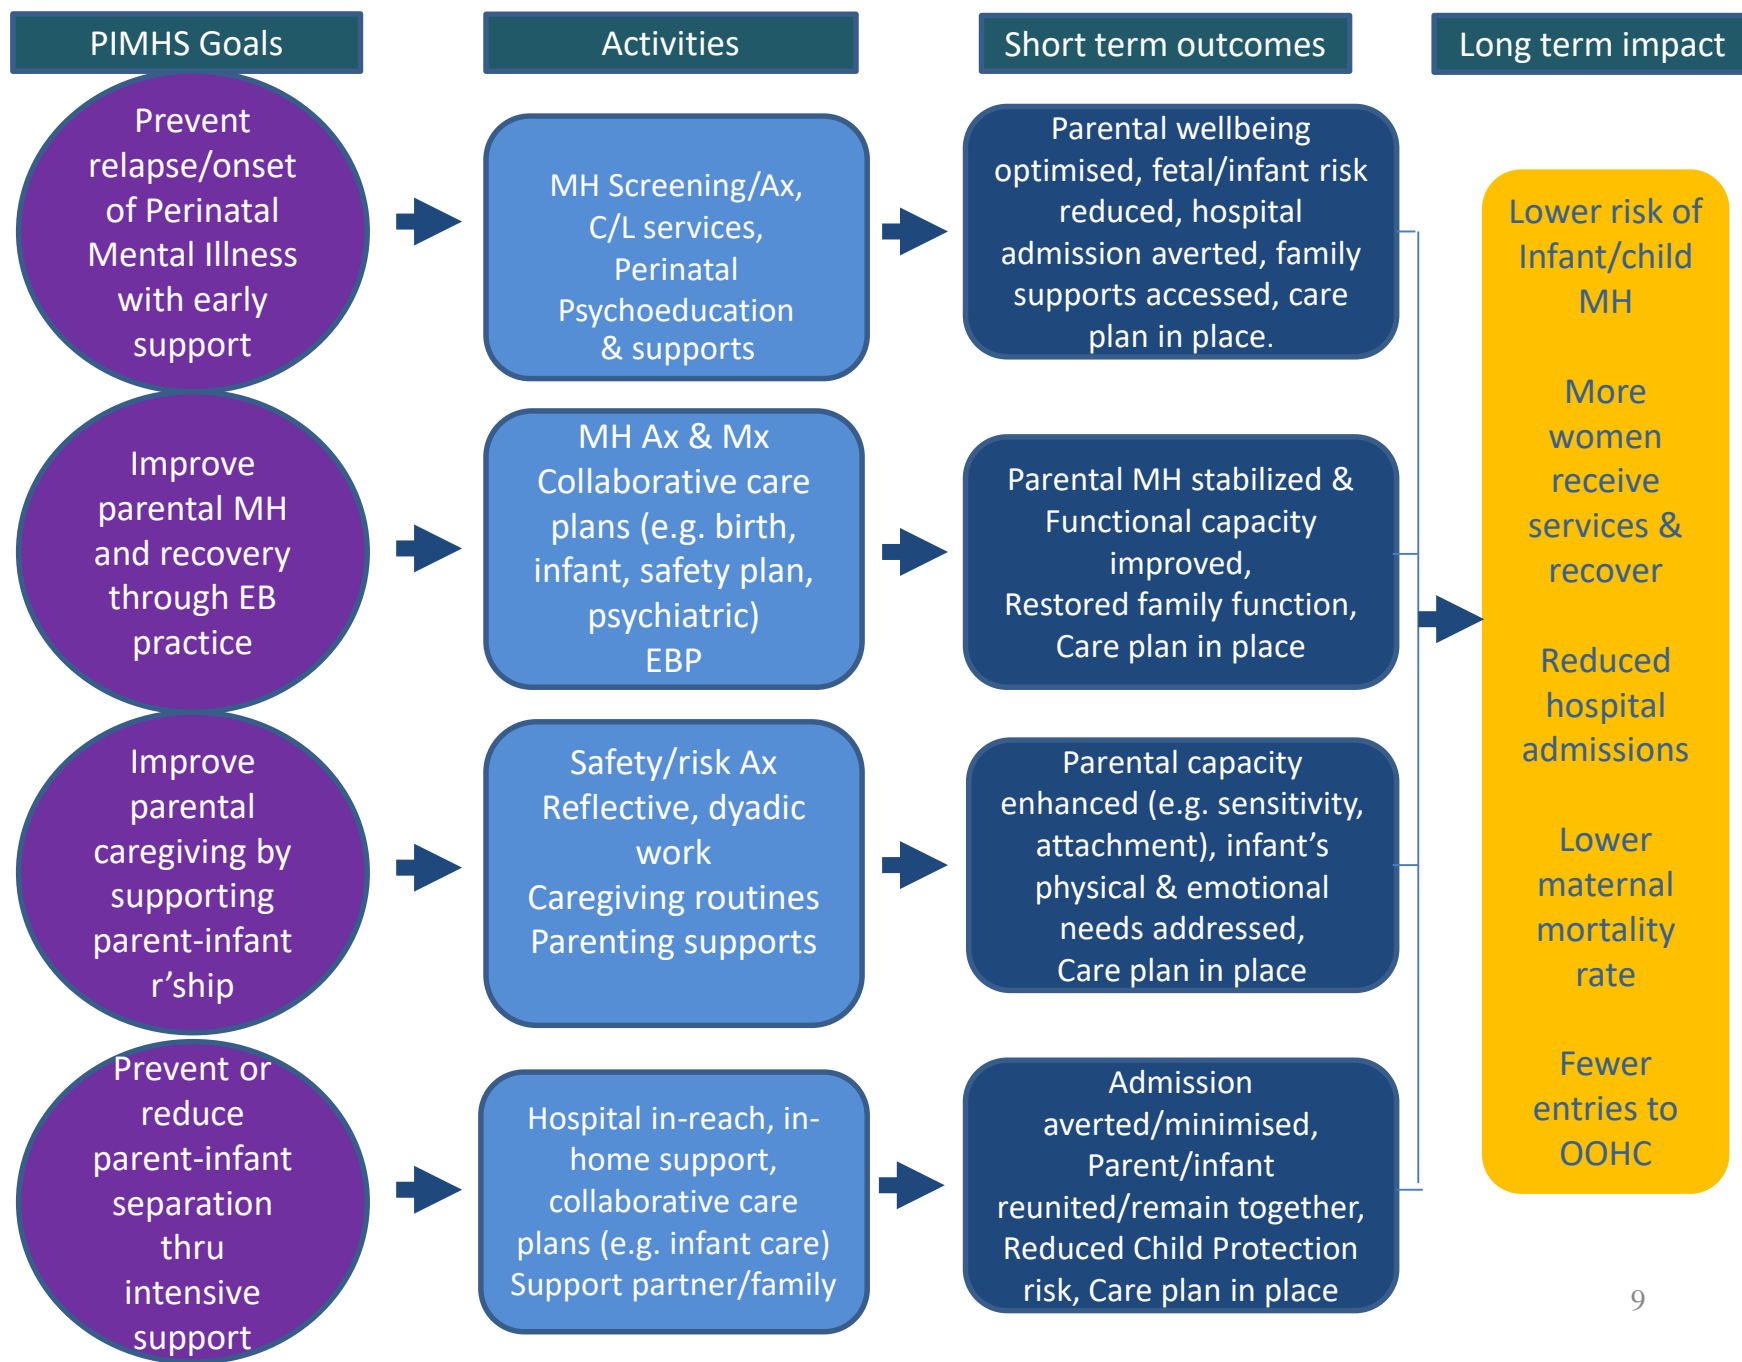 PIMHS Goals
Activities
Short term outcomes
Long term impact
Prevent
relapse/onset
of Perinatal
Mental Illness
with early
support
MH Screening/Ax,
C/L services,
Perinatal
Psychoeducation
& supports
Parental wellbeing
optimised, fetal/infant risk
reduced, hospital
admission averted, family
supports accessed, care
plan in place.
Improve
parental MH
and recovery
through EB
practice
MH Ax & Mx
Collaborative care
plans (e.g. birth,
infant, safety plan,
psychiatric)
EBP
Parental MH stabilized &
Functional capacity
improved,
Restored family function,
Care plan in place
Improve
parental
caregiving by
supporting
parent-infant
r’ship
Safety/risk Ax
Reflective, dyadic
work
Caregiving routines
Parenting supports
Parental capacity
enhanced (e.g. sensitivity,
attachment), infant’s
physical & emotional
needs addressed,
Care plan in place
Prevent or
reduce
parent-infant
separation
thru
intensive
support
Hospital in-reach, in-
home support,
collaborative care
plans (e.g. infant care)
Support partner/family
Admission
averted/minimised,
Parent/infant
reunited/remain together,
Reduced Child Protection
risk, Care plan in place
Lower risk of
Infant/child
MH
More
women
receive
services &
recover
Reduced
hospital
admissions
Lower
maternal
mortality
rate
Fewer
entries to
OOHC
9